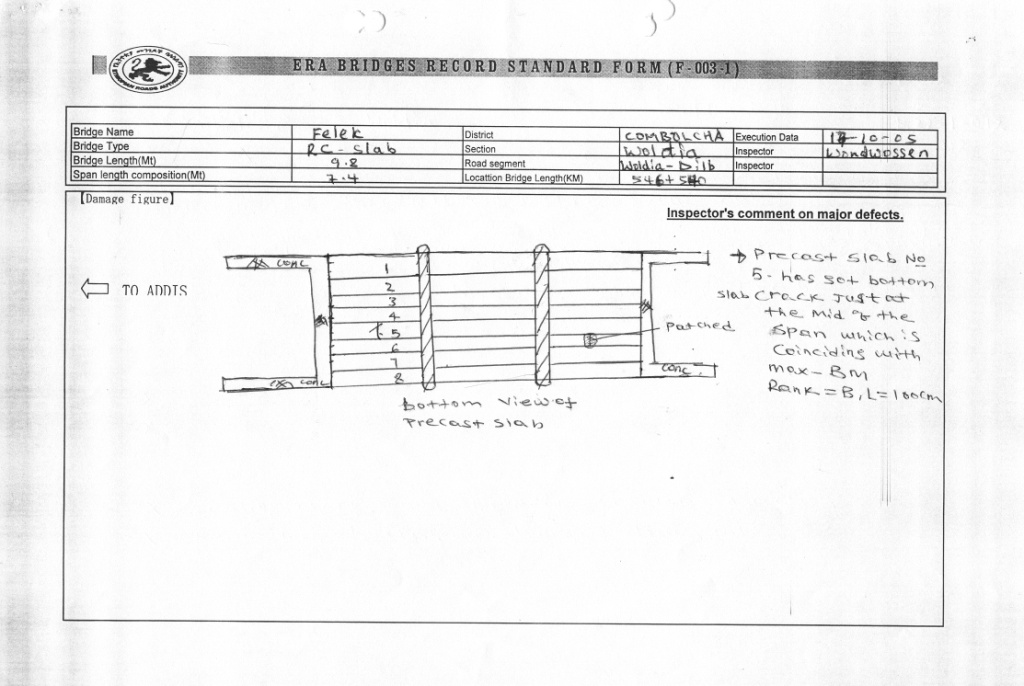 ERA BRIDGES RECORD STANDARD FORM (F-003-1)
Bridge Name Felek District COMBOLCHA Execution Data -10-05
Bridge Type RC-Slab Section Woldia Inspector Wondwossen
Bridge Length(Mt) 9.8 Road segment Woldia-Dilb Inspector
Span length composition(Mt) 7.4 Locattion Bridge Length(KM) 546+540
[Damage figure]
Inspector's comment on major defects.
TO ADDIS
conc
1
2
3
4
5
6
7
8
conc
conc
patched
bottom view of
Precast slab
→ Precast slab No
5- has got bottom
slab crack just at
the mid of the
span which is
coinciding with
max-BM
Rank = B, L=100cm